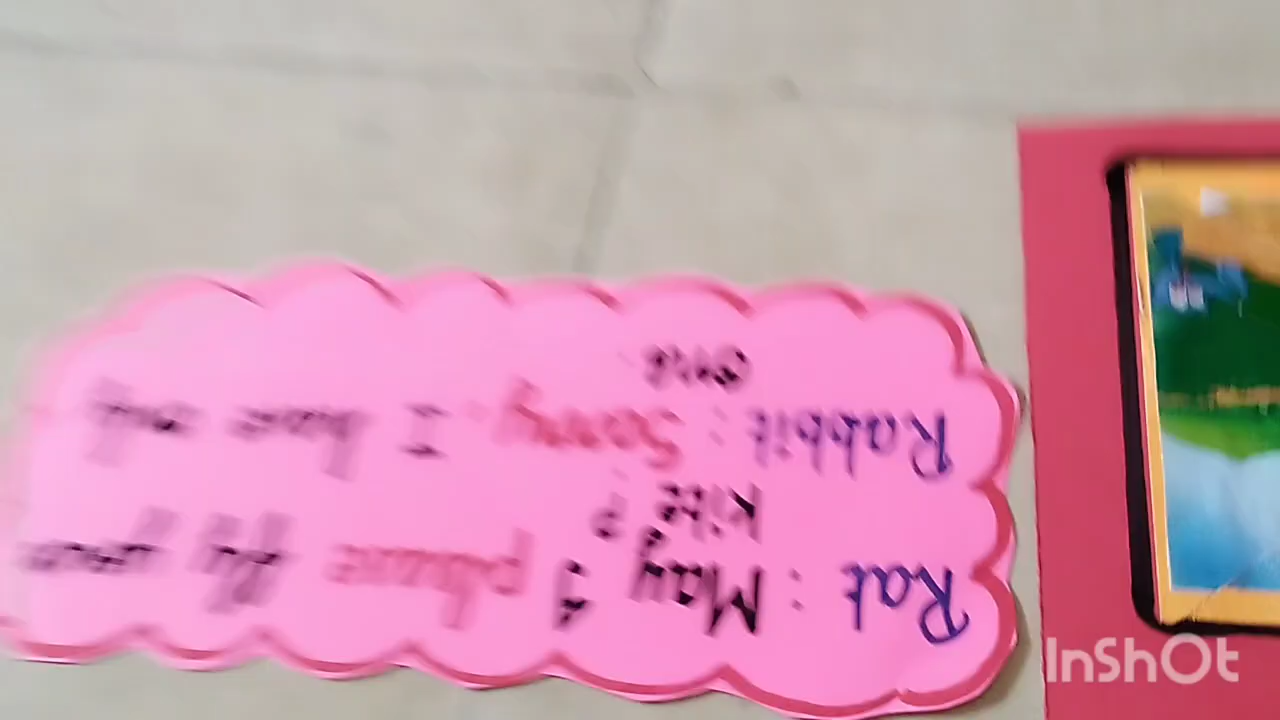 Rat : May I please fly your
kite ?
Rabbit : Sorry. I have only
one
InShOt